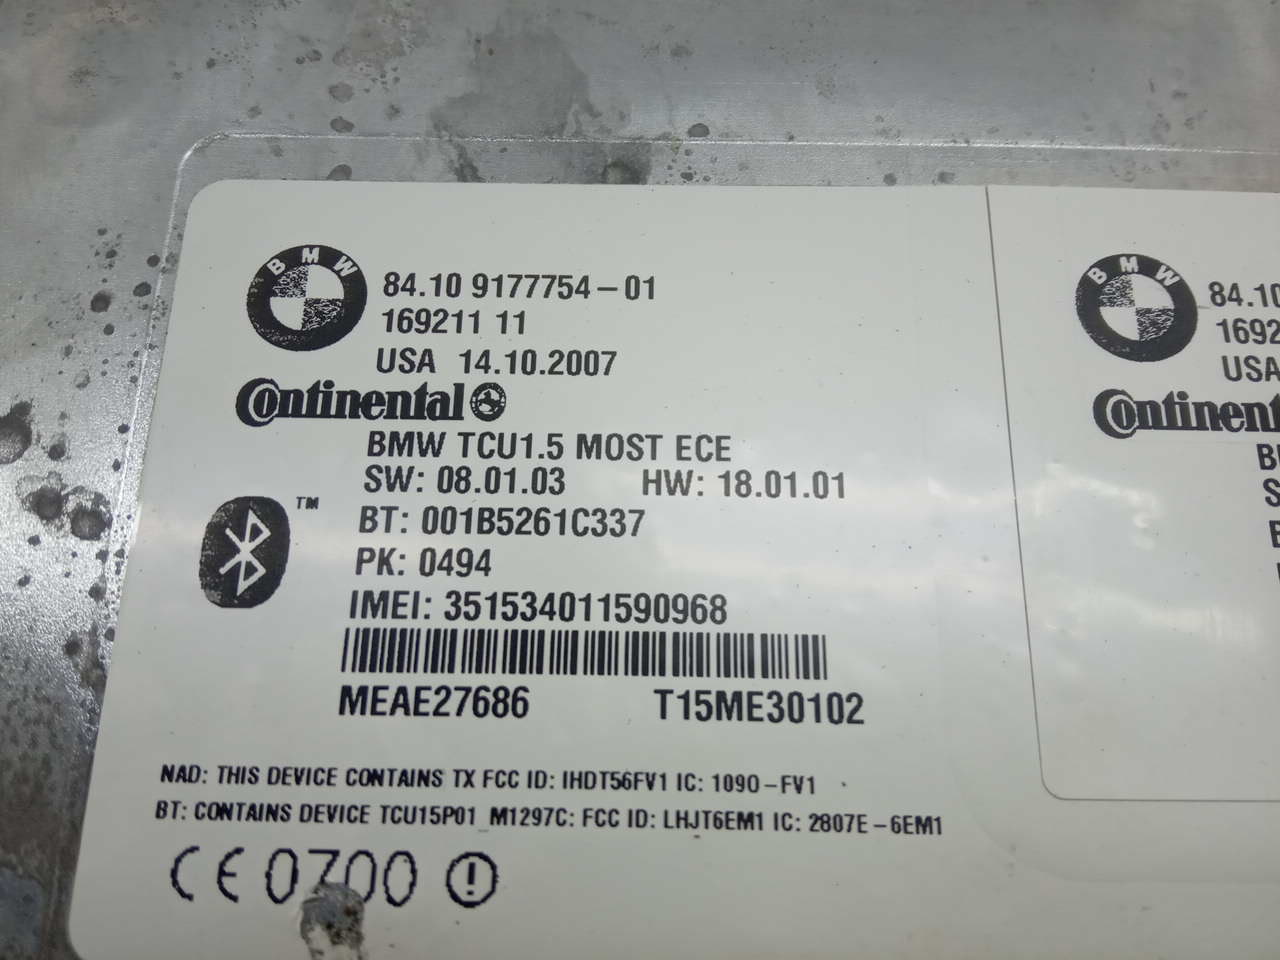 BMW
84.10 9177754-01
169211 11
USA 14.10.2007
Continental
BMW TCU1.5 MOST ECE
SW: 08.01.03 HW: 18.01.01
TM
BT: 001B5261C337
PK: 0494
IMEI: 351534011590968
MEAE27686 T15ME30102
NAD: THIS DEVICE CONTAINS TX FCC ID: IHDT56FV1 IC: 1090-FV1
BT: CONTAINS DEVICE TCU15P01_M1297C: FCC ID: LHJT6EM1 IC: 2807E-6EM1
CE 0700
BMW
84.10
1692
USA
Continent